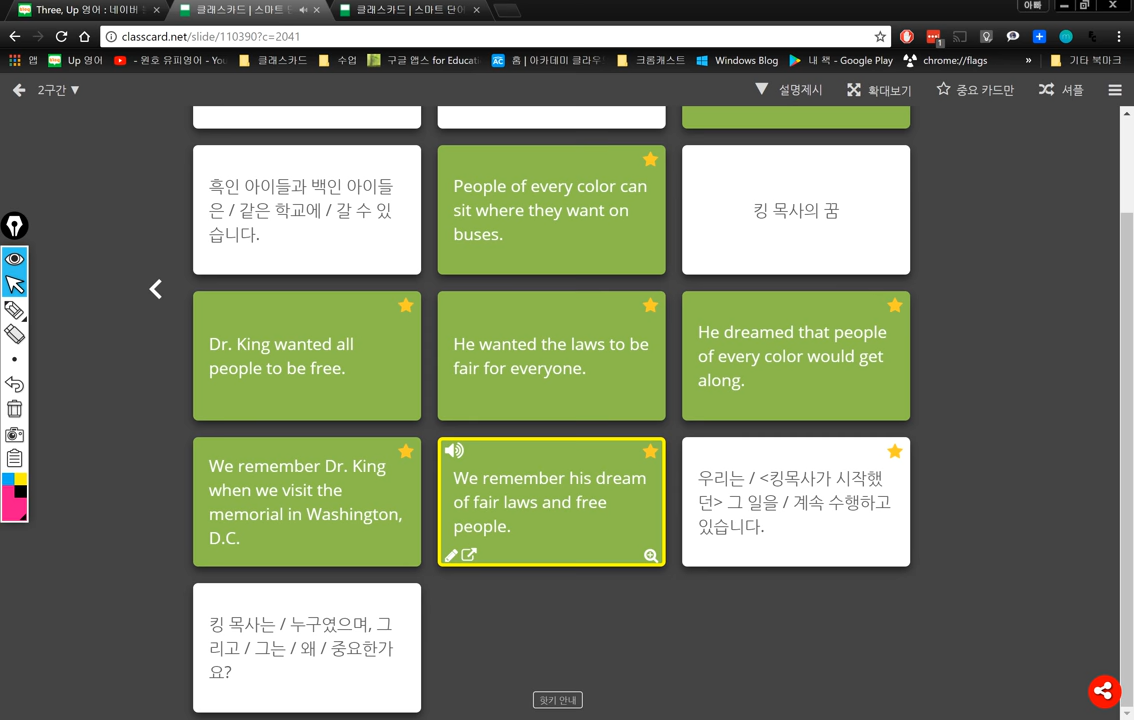 Three, Up 영어 : 네이버
클래스카드 | 스마트
클래스카드 | 스마트 단어
아빠
classcard.net/slide/110390?c=2041
앱
Up 영어
- 원호 유피영어 - You
클래스카드
수업
구글 앱스 for Educati
홈 | 아카데미 클라우
크롬캐스트
Windows Blog
내 책 - Google Play
chrome://flags
»
기타 북마크
2구간 ▼
▼ 설명제시
확대보기
중요 카드만
셔플
흑인 아이들과 백인 아이들
은 / 같은 학교에 / 갈 수 있
습니다.
People of every color can
sit where they want on
buses.
킹 목사의 꿈
Dr. King wanted all
people to be free.
He wanted the laws to be
fair for everyone.
He dreamed that people
of every color would get
along.
We remember Dr. King
when we visit the
memorial in Washington,
D.C.
We remember his dream
of fair laws and free
people.
우리는 / <킹목사가 시작했
던> 그 일을 / 계속 수행하고
있습니다.
킹 목사는 / 누구였으며, 그
리고 / 그는 / 왜 / 중요한가
요?
핫키 안내